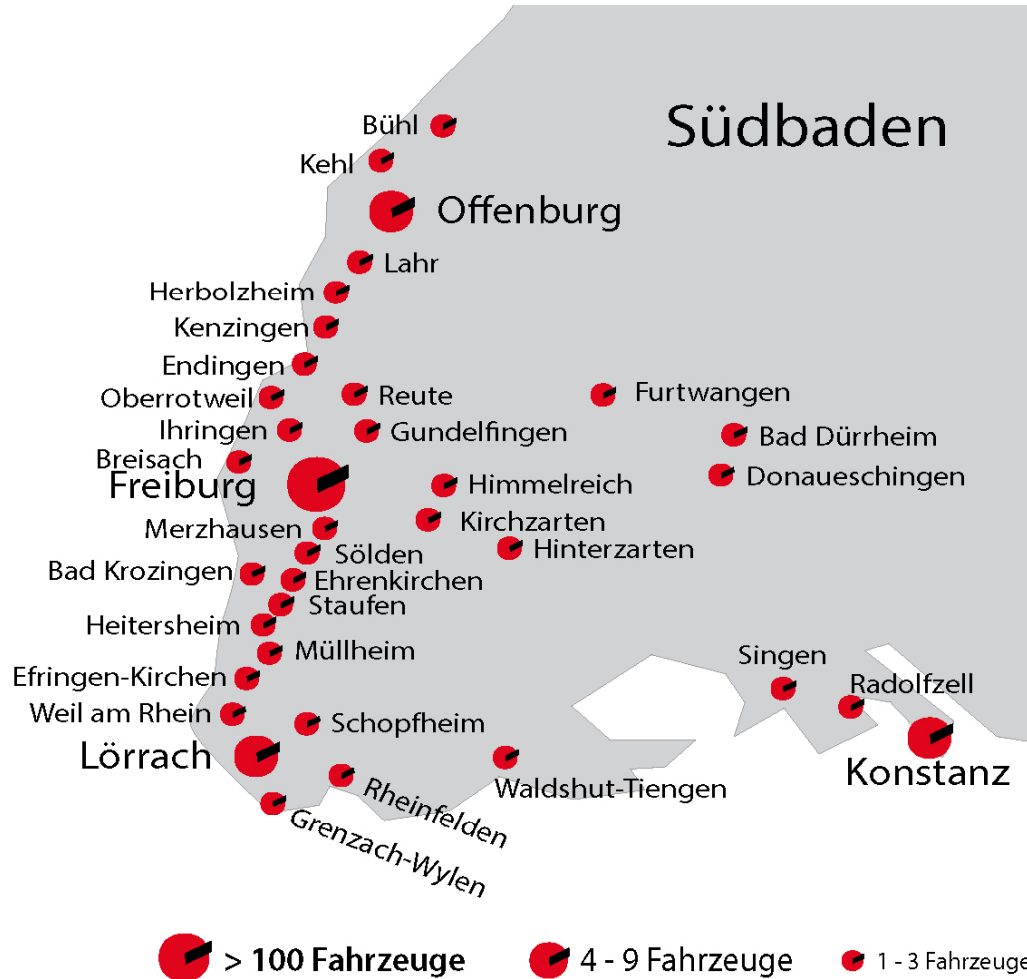 Südbaden
Bühl
Kehl
Offenburg
Lahr
Herbolzheim
Kenzingen
Endingen
Oberrotweil
Reute
Furtwangen
Ihringen
Gundelfingen
Bad Dürrheim
Breisach
Freiburg
Himmelreich
Donaueschingen
Merzhausen
Kirchzarten
Sölden
Hinterzarten
Bad Krozingen
Ehrenkirchen
Staufen
Heitersheim
Müllheim
Efringen-Kirchen
Singen
Radolfzell
Weil am Rhein
Schopfheim
Lörrach
Konstanz
Waldshut-Tiengen
Rheinfelden
Grenzach-Wylen
> 100 Fahrzeuge
4 - 9 Fahrzeuge
1 - 3 Fahrzeuge